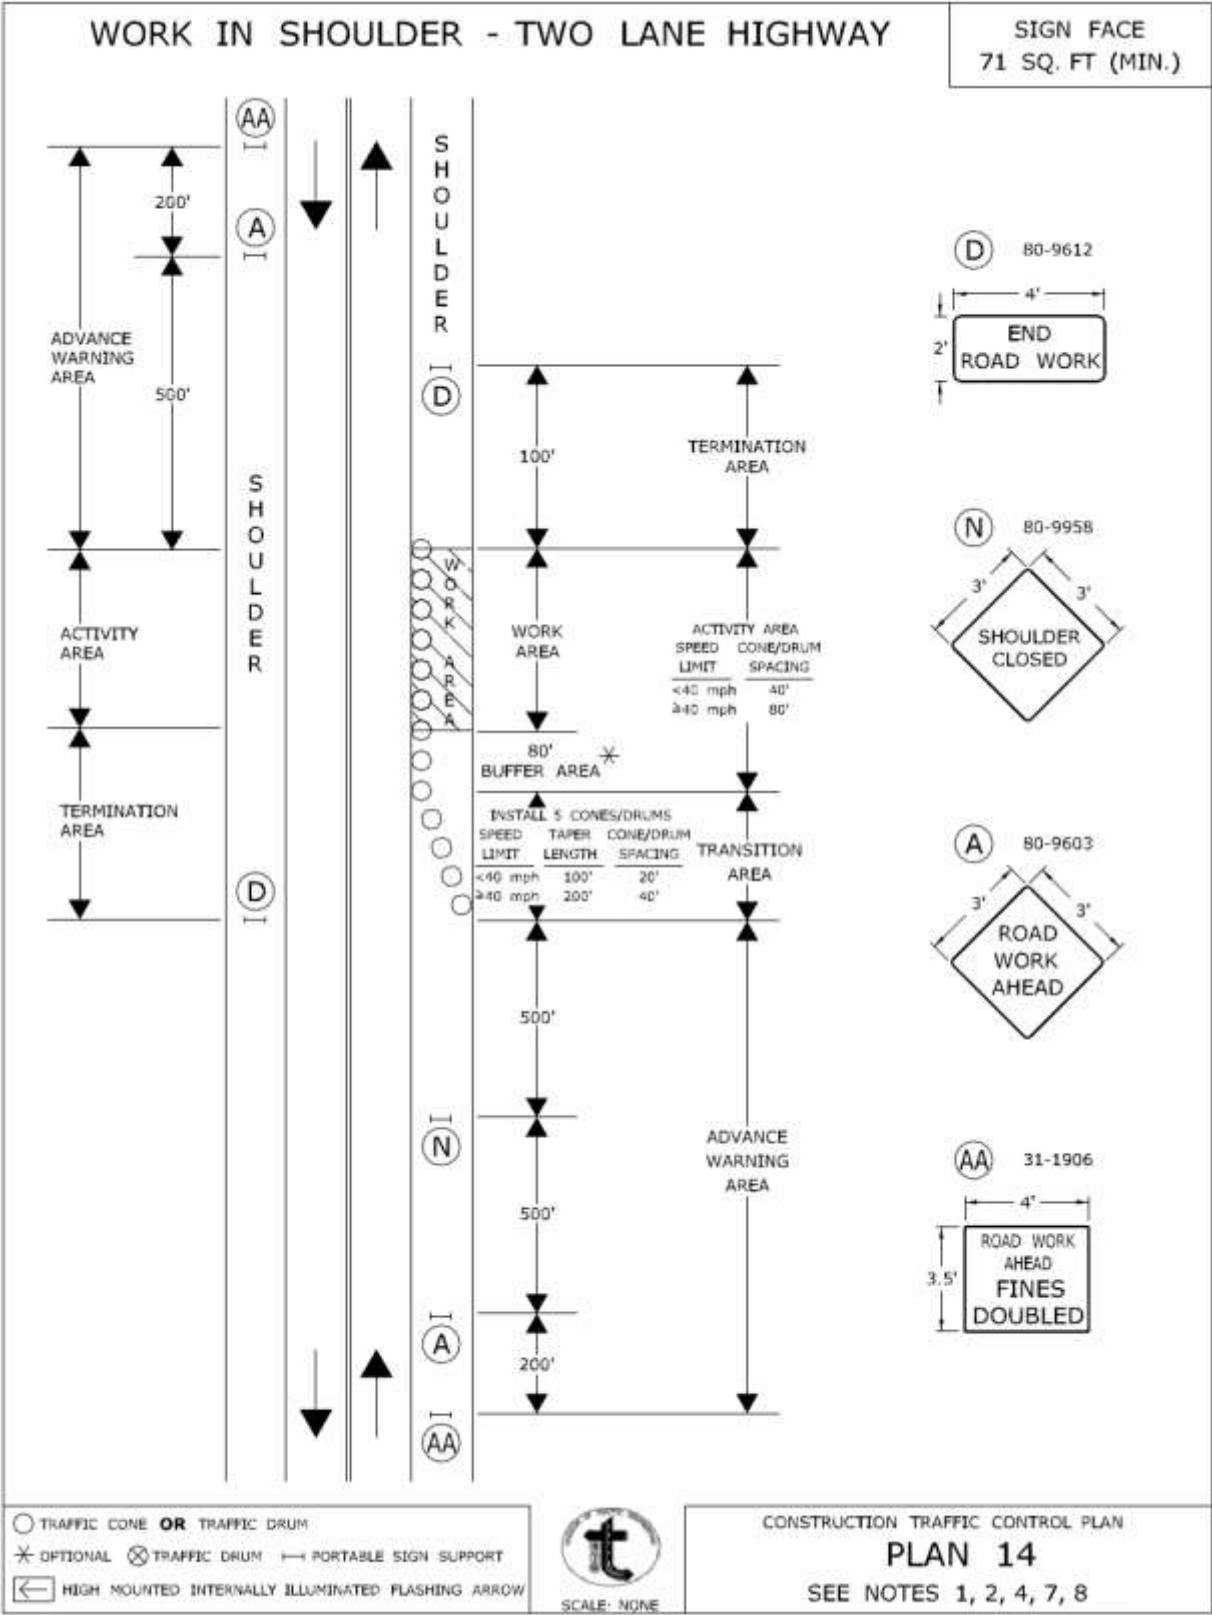 WORK IN SHOULDER - TWO LANE HIGHWAY
SIGN FACE
71 SQ. FT (MIN.)
AA
200'
A
ADVANCE
WARNING
AREA
500'
SHOULDER
ACTIVITY
AREA
TERMINATION
AREA
D
SHOULDER
D
100'
TERMINATION
AREA
WORK AREA
WORK
AREA
ACTIVITY AREA
SPEED CONE/DRUM
LIMIT SPACING
<40 mph 40'
≥40 mph 80'
80'
BUFFER AREA *
INSTALL 5 CONES/DRUMS
SPEED TAPER CONE/DRUM
LIMIT LENGTH SPACING
<40 mph 100' 20'
≥40 mph 200' 40'
TRANSITION
AREA
500'
N
500'
ADVANCE
WARNING
AREA
A
200'
AA
D 80-9612
4'
2'
END
ROAD WORK
N 80-9958
3' 3'
SHOULDER
CLOSED
A 80-9603
3' 3'
ROAD
WORK
AHEAD
AA 31-1906
4'
3.5'
ROAD WORK
AHEAD
FINES
DOUBLED
TRAFFIC CONE OR TRAFFIC DRUM
* OPTIONAL TRAFFIC DRUM PORTABLE SIGN SUPPORT
HIGH MOUNTED INTERNALLY ILLUMINATED FLASHING ARROW
t
SCALE: NONE
CONSTRUCTION TRAFFIC CONTROL PLAN
PLAN 14
SEE NOTES 1, 2, 4, 7, 8